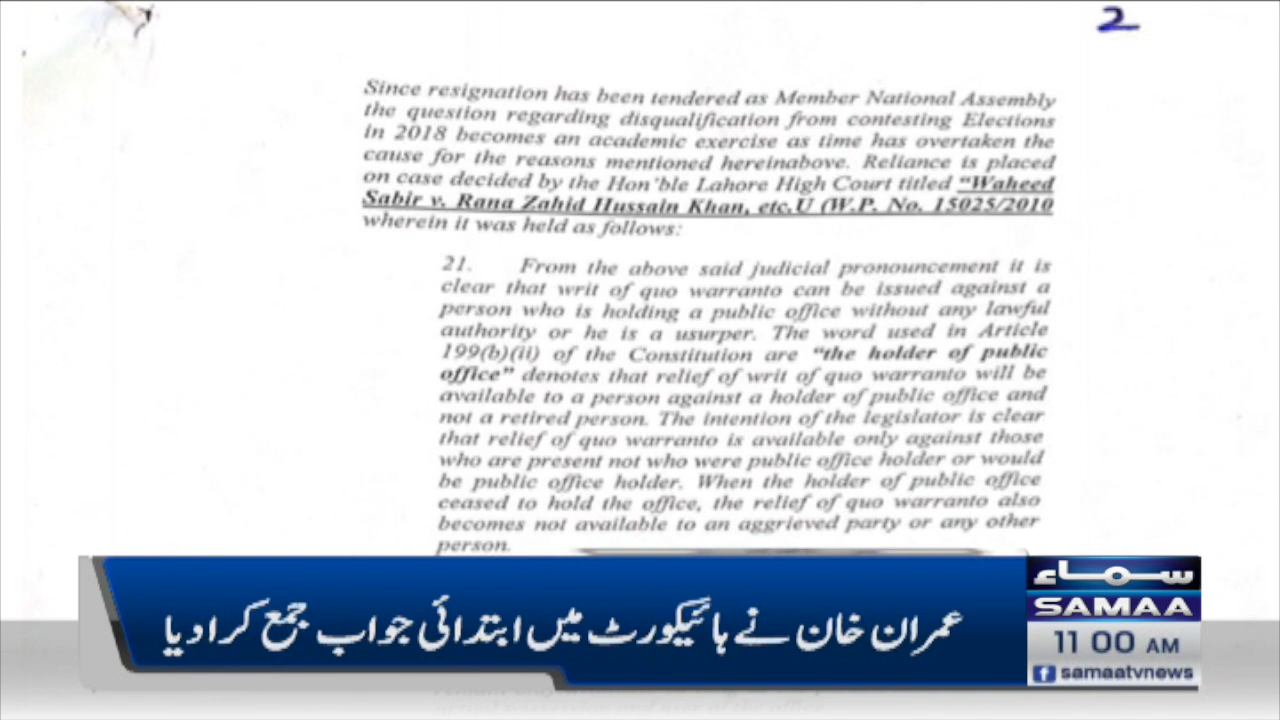 2
Since resignation has been tendered as Member National Assembly
the question regarding disqualification from contesting Elections
in 2018 becomes an academic exercise as time has overtaken the
cause for the reasons mentioned hereinabove. Reliance is placed
on case decided by the Hon'ble Lahore High Court titled “Waheed
Sabir v. Rana Zahid Hussain Khan, etc.U (W.P. No. 15025/2010
wherein it was held as follows:
21. From the above said judicial pronouncement it is
clear that writ of quo warranto can be issued against a
person who is holding a public office without any lawful
authority or he is a usurper. The word used in Article
199(b)(ii) of the Constitution are “the holder of public
office” denotes that relief of writ of quo warranto will be
available to a person against a holder of public office and
not a retired person. The intention of the legislator is clear
that relief of quo warranto is available only against those
who are present not who were public office holder or would
be public office holder. When the holder of public office
ceased to hold the office, the relief of quo warranto also
becomes not available to an aggrieved party or any other
person.
عمران خان نے ہائیکورٹ میں ابتدائی جواب جمع کرا دیا
سماء
SAMAA
11 00 AM
samaatvnews